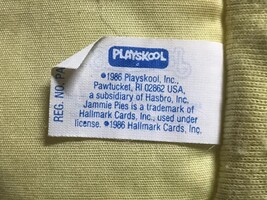 PLAYSKOOL
©1986 Playskool, Inc.,
Pawtucket, RI 02862 USA,
a subsidiary of Hasbro, Inc.
Jammie Pies is a trademark of
Hallmark Cards, Inc., used under
license. ©1986 Hallmark Cards, Inc.
REG. NO. PA